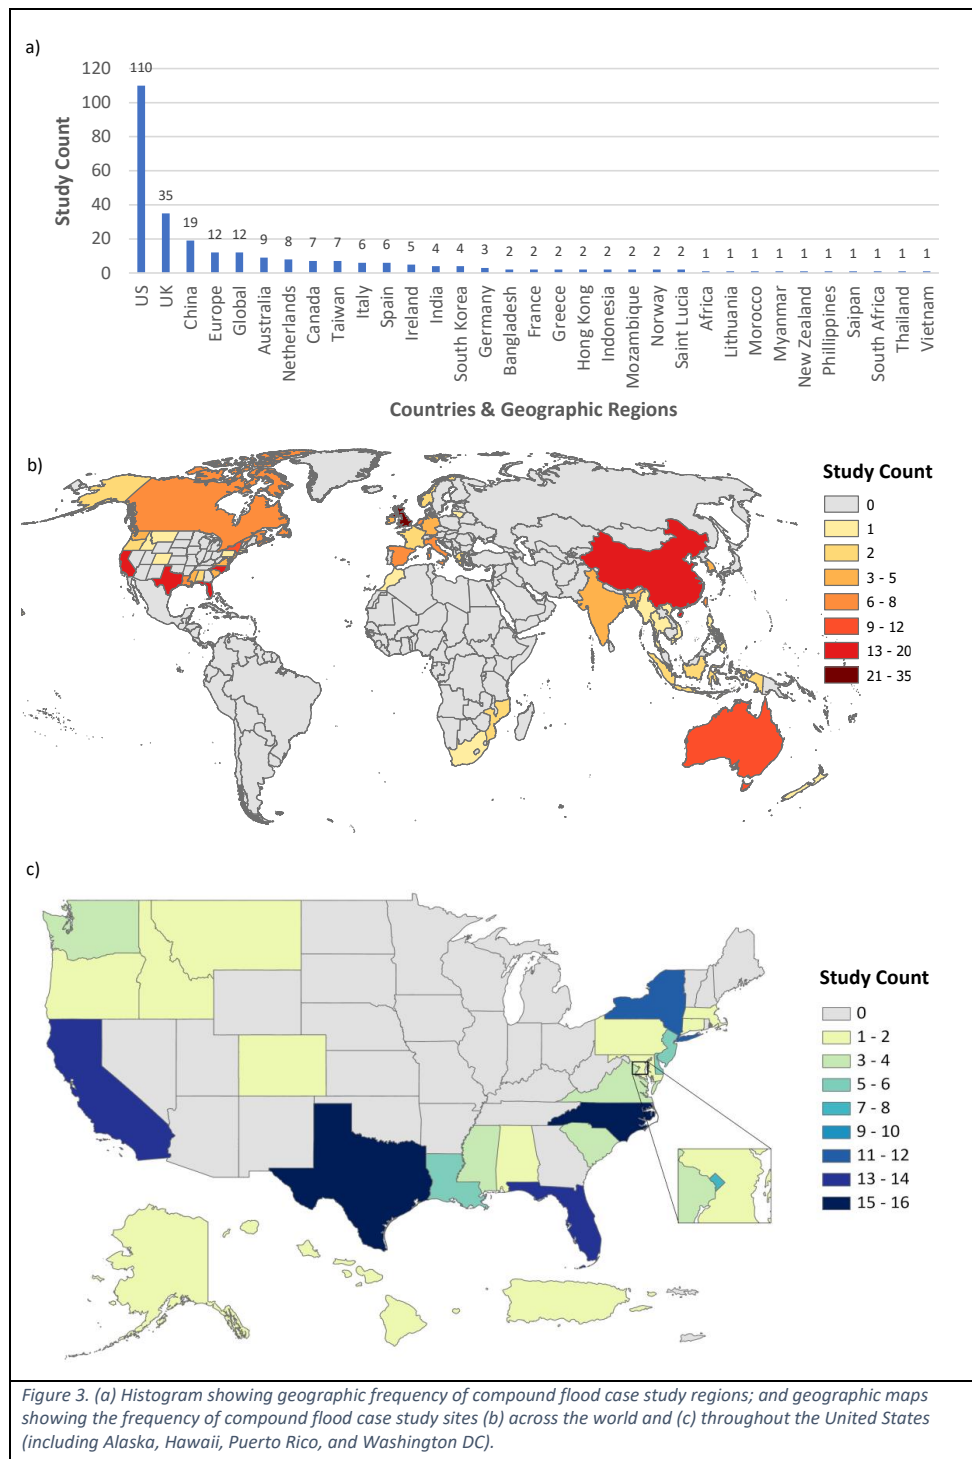 a)
120
100
80
60
40
20
0
Study Count
110
35
19
12
12
9
8
7
7
6
6
5
4
4
3
2
2
2
2
2
2
2
2
1
1
1
1
1
1
1
1
1
1
US
UK
China
Europe
Global
Australia
Netherlands
Canada
Taiwan
Italy
Spain
Ireland
India
South Korea
Germany
Bangladesh
France
Greece
Hong Kong
Indonesia
Mozambique
Norway
Saint Lucia
Africa
Lithuania
Morocco
Myanmar
New Zealand
Phillippines
Saipan
South Africa
Thailand
Vietnam
Countries & Geographic Regions
b)
Study Count
0
1
2
3 - 5
6 - 8
9 - 12
13 - 20
21 - 35
c)
Study Count
0
1 - 2
3 - 4
5 - 6
7 - 8
9 - 10
11 - 12
13 - 14
15 - 16
Figure 3. (a) Histogram showing geographic frequency of compound flood case study regions; and geographic maps
showing the frequency of compound flood case study sites (b) across the world and (c) throughout the United States
(including Alaska, Hawaii, Puerto Rico, and Washington DC).